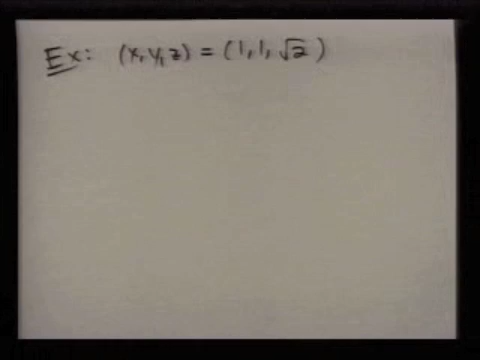 Ex: (x,y,z) = (1, 1, √2)